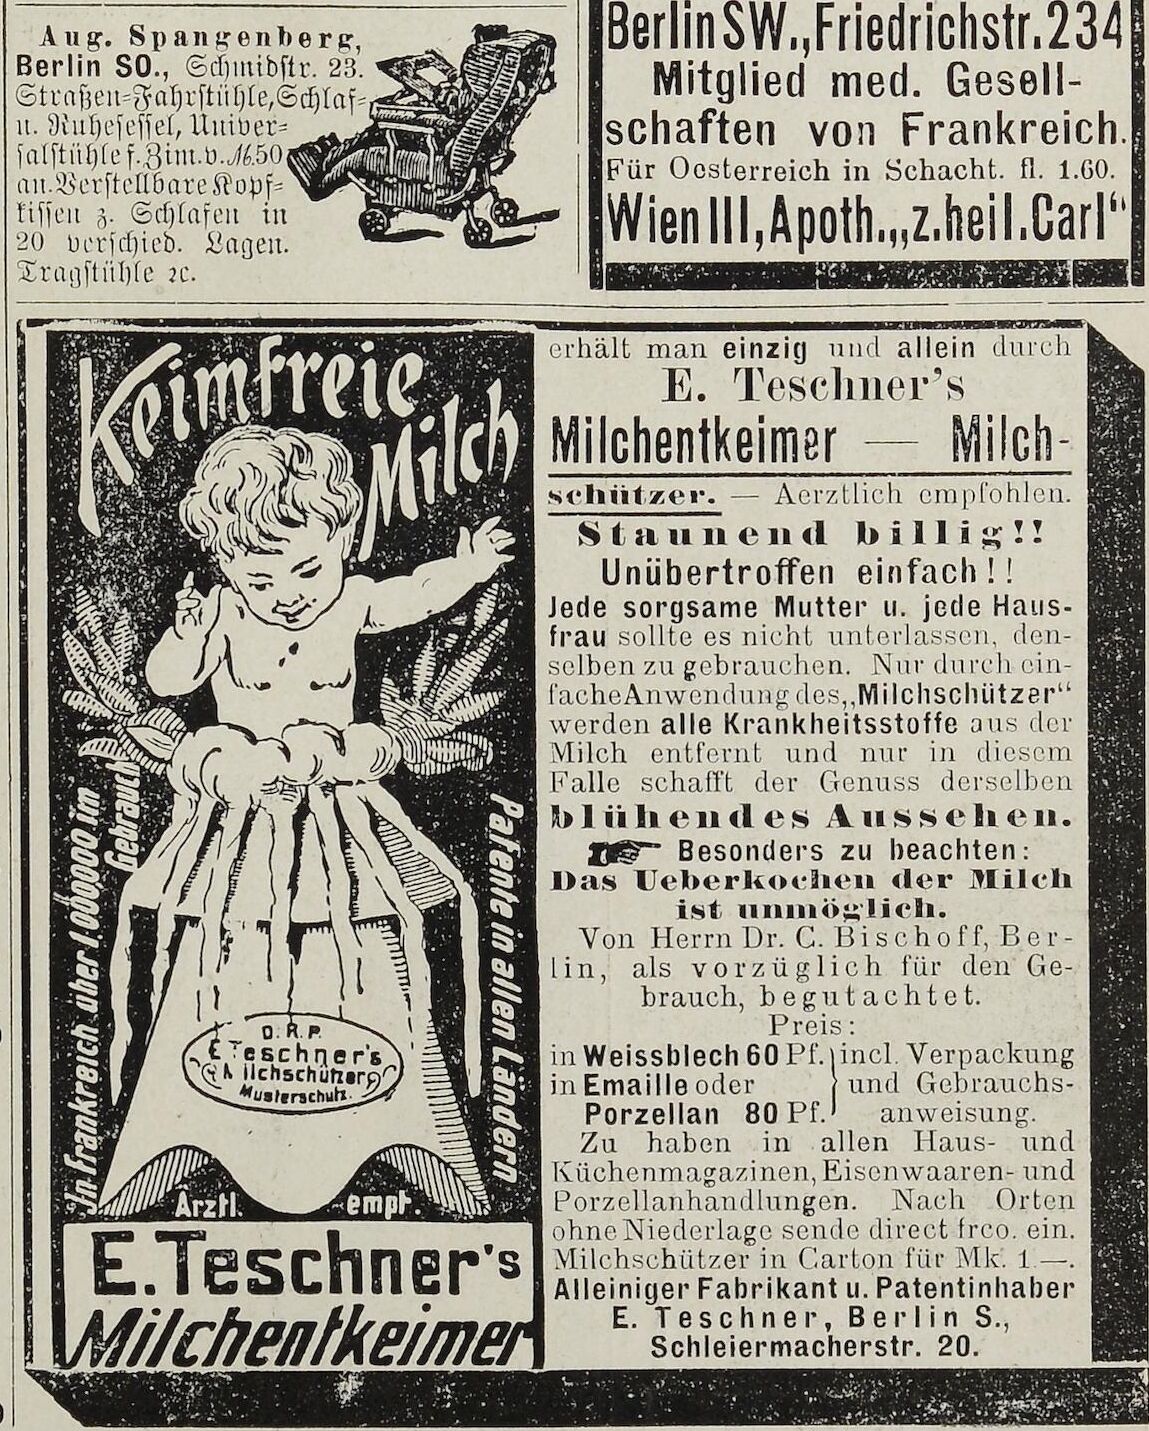 Aug. Spangenberg,
Berlin SO., Schmidstr. 23.
Straßen-Fahrstühle, Schlaf-
u. Ruhesessel, Univer-
salstühle f. Zim. v. M. 50
an. Verstellbare Kopf-
kissen z. Schlafen in
20 verschied. Lagen.
Tragstühle ꝛc.
Berlin SW., Friedrichstr. 234
Mitglied med. Gesell-
schaften von Frankreich.
Für Oesterreich in Schacht. fl. 1.60.
Wien III, Apoth. „z. heil. Carl“
Keimfreie
Milch
In Frankreich über 1.000000 im
Gebrauch
Patente in allen Ländern
D. R. P.
E. Teschner's
Milchschützer
Musterschutz.
Ärztl. empf.
E. Teschner's
Milchentkeimer
erhält man einzig und allein durch
E. Teschner's
Milchentkeimer — Milch-
schützer. — Aerztlich empfohlen.
Staunend billig!!
Unübertroffen einfach!!
Jede sorgsame Mutter u. jede Haus-
frau sollte es nicht unterlassen, den-
selben zu gebrauchen. Nur durch ein-
fache Anwendung des „Milchschützer“
werden alle Krankheitsstoffe aus der
Milch entfernt und nur in diesem
Falle schafft der Genuss derselben
blühendes Aussehen.
☛ Besonders zu beachten:
Das Ueberkochen der Milch
ist unmöglich.
Von Herrn Dr. C. Bischoff, Ber-
lin, als vorzüglich für den Ge-
brauch, begutachtet.
Preis:
in Weissblech 60 Pf. } incl. Verpackung
in Emaille oder } und Gebrauchs-
Porzellan 80 Pf. } anweisung.
Zu haben in allen Haus- und
Küchenmagazinen, Eisenwaaren- und
Porzellanhandlungen. Nach Orten
ohne Niederlage sende direct frco. ein.
Milchschützer in Carton für Mk. 1.—.
Alleiniger Fabrikant u. Patentinhaber
E. Teschner, Berlin S.,
Schleiermacherstr. 20.